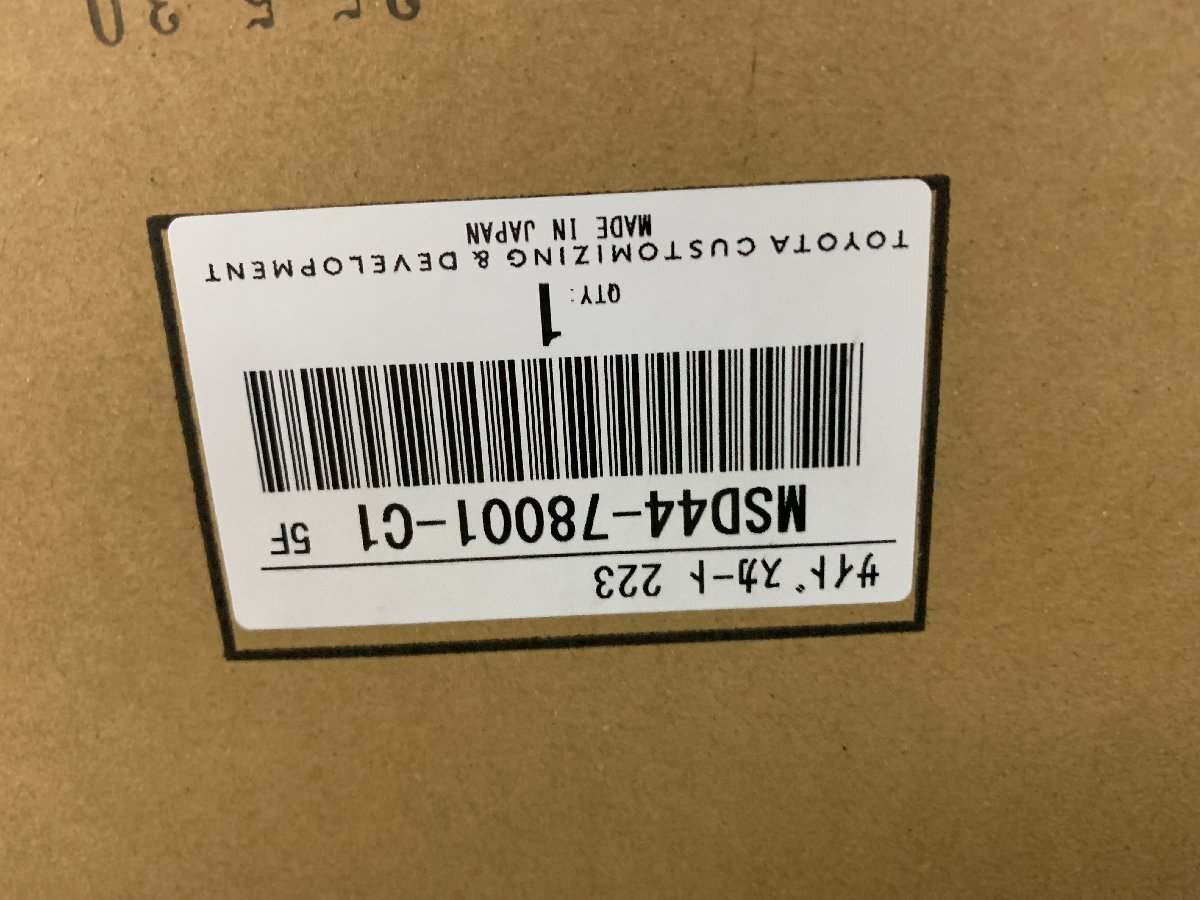 サイドスカート 223
MSD44-78001-C1 5F
QTY: 1
TOYOTA CUSTOMIZING & DEVELOPMENT
MADE IN JAPAN